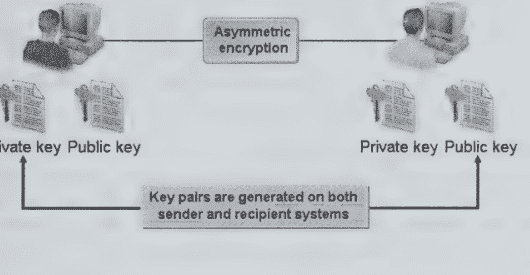 Asymmetric
encryption
ivate key Public key
Private key Public key
Key pairs are generated on both
sender and recipient systems